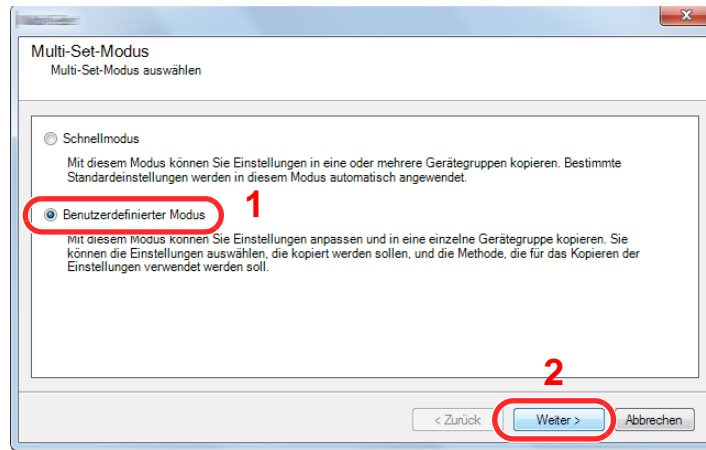 Multi-Set-Modus
Multi-Set-Modus auswählen
Schnellmodus
Mit diesem Modus können Sie Einstellungen in eine oder mehrere Gerätegruppen kopieren. Bestimmte
Standardeinstellungen werden in diesem Modus automatisch angewendet.
1
Benutzerdefinierter Modus
Mit diesem Modus können Sie Einstellungen anpassen und in eine einzelne Gerätegruppe kopieren. Sie
können die Einstellungen auswählen, die kopiert werden sollen, und die Methode, die für das Kopieren der
Einstellungen verwendet werden soll.
2
< Zurück Weiter > Abbrechen